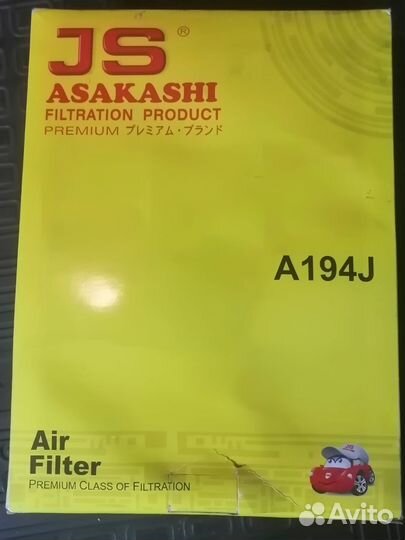 JS®
ASAKASHI
FILTRATION PRODUCT
PREMIUM プレミアム・ブランド
A194J
Air
Filter
PREMIUM CLASS OF FILTRATION
Avito